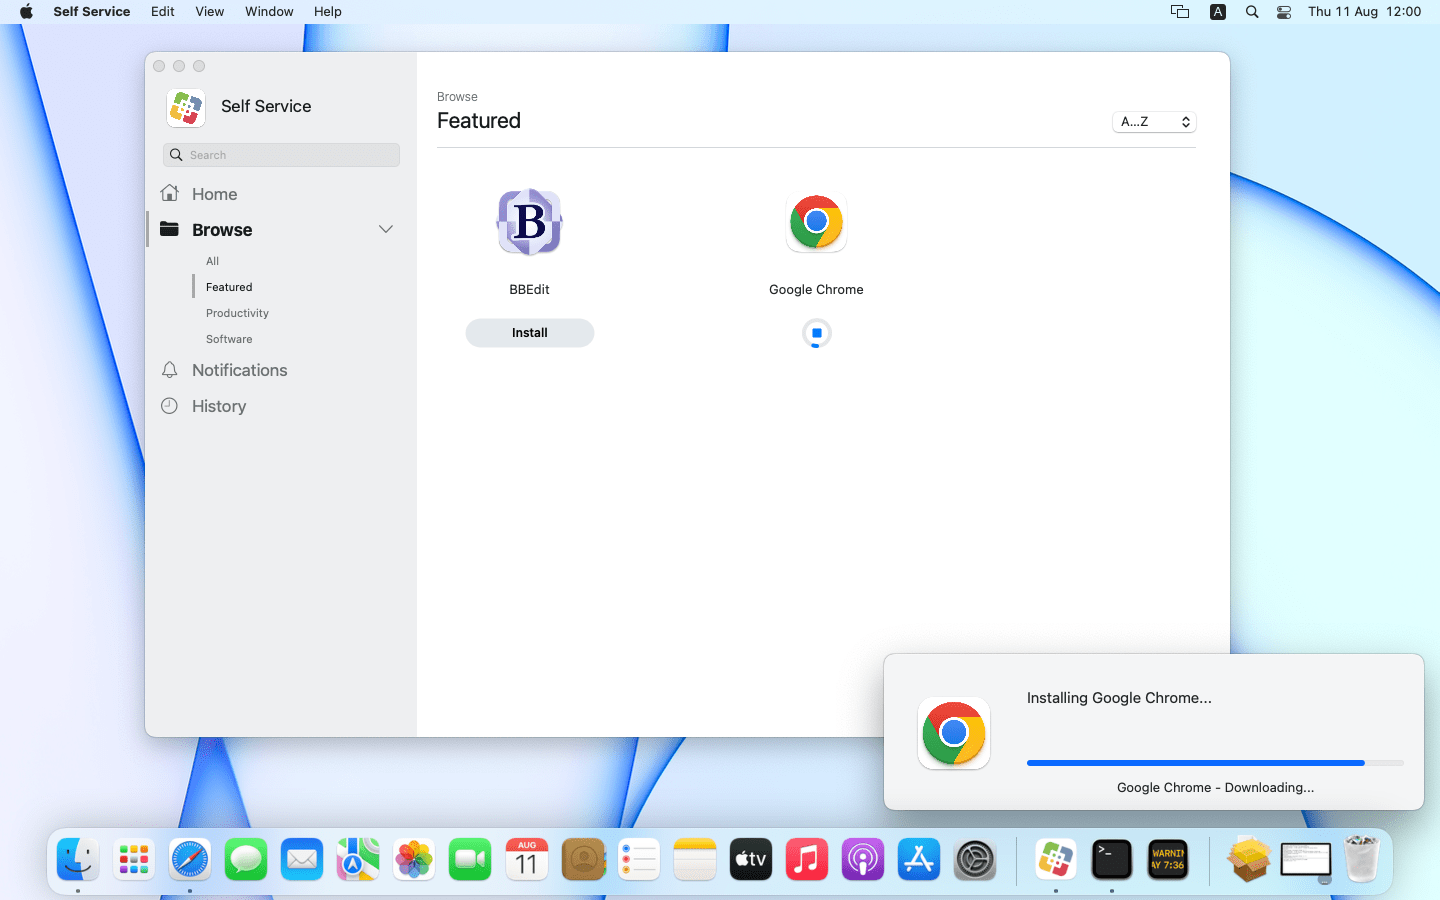 Self Service Edit View Window Help
A Thu 11 Aug 12:00
Self Service
Search
Home
Browse
All
Featured
Productivity
Software
Notifications
History
Browse
Featured
A...Z
B
BBEdit
Google Chrome
Install
Installing Google Chrome...
Google Chrome - Downloading...
AUG
11
tv
>_
WARNIN
AY 7:36